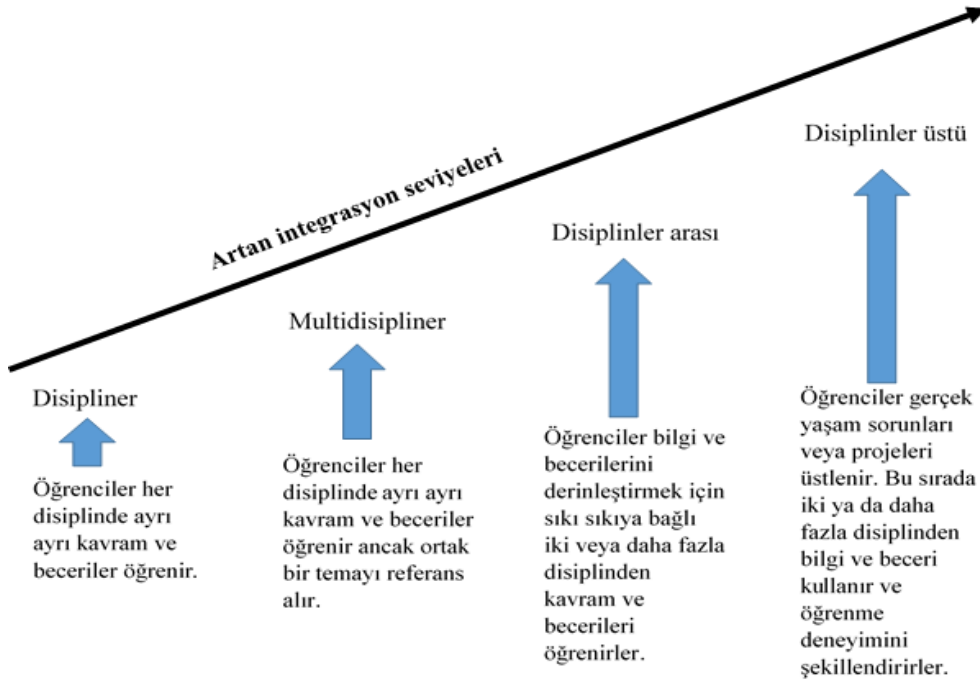 Artan integrasyon seviyeleri
Disipliner
Öğrenciler her
disiplinde ayrı
ayrı kavram ve
beceriler öğrenir.
Multidisipliner
Öğrenciler her
disiplinde ayrı ayrı
kavram ve beceriler
öğrenir ancak ortak
bir temayı referans
alır.
Disiplinler arası
Öğrenciler bilgi ve
becerilerini
derinleştirmek için
sıkı sıkıya bağlı
iki veya daha fazla
disiplinden
kavram ve
becerileri
öğrenirler.
Disiplinler üstü
Öğrenciler gerçek
yaşam sorunları
veya projeleri
üstlenir. Bu sırada
iki ya da daha
fazla disiplinden
bilgi ve beceri
kullanır ve
öğrenme
deneyimini
şekillendirirler.